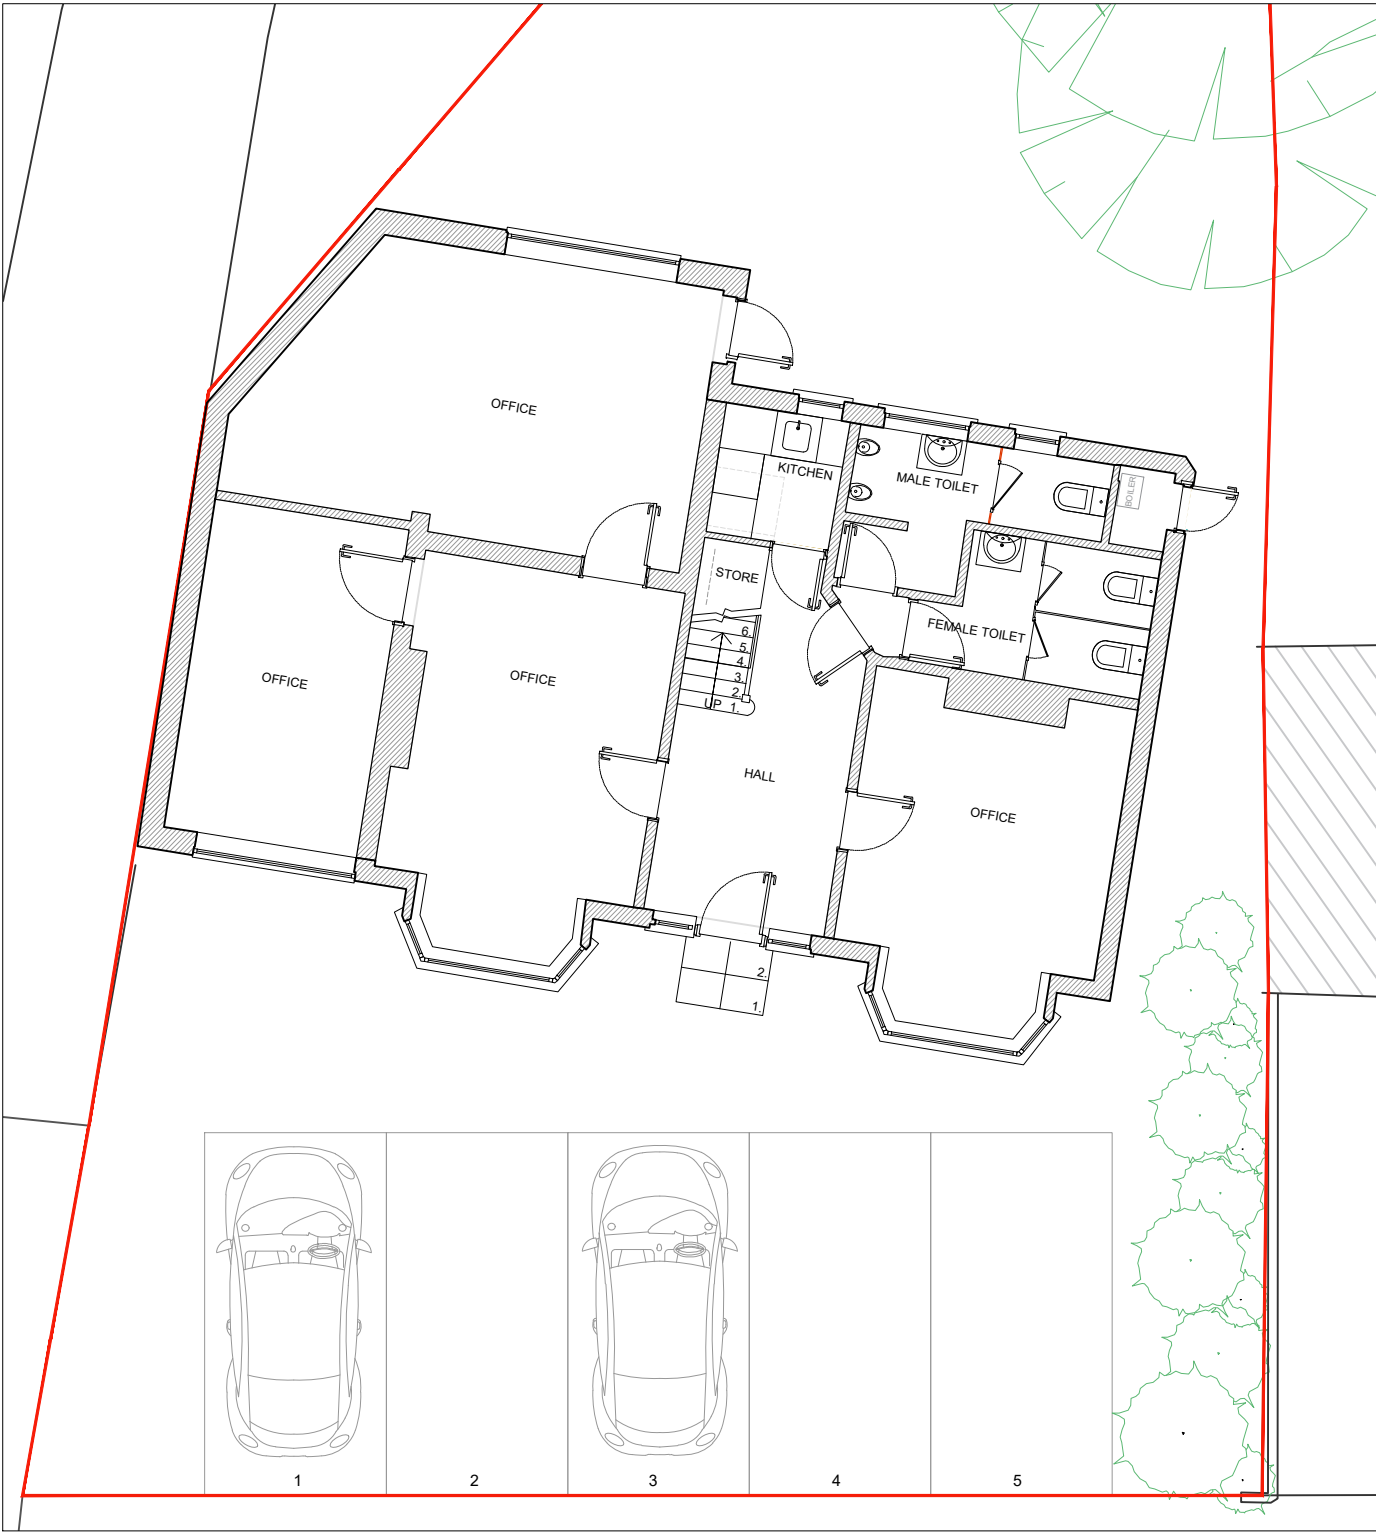 OFFICE
KITCHEN
MALE TOILET
BOILER
STORE
FEMALE TOILET
6.
5.
4.
3.
2.
UP 1.
OFFICE
OFFICE
HALL
OFFICE
2.
1.
1
2
3
4
5